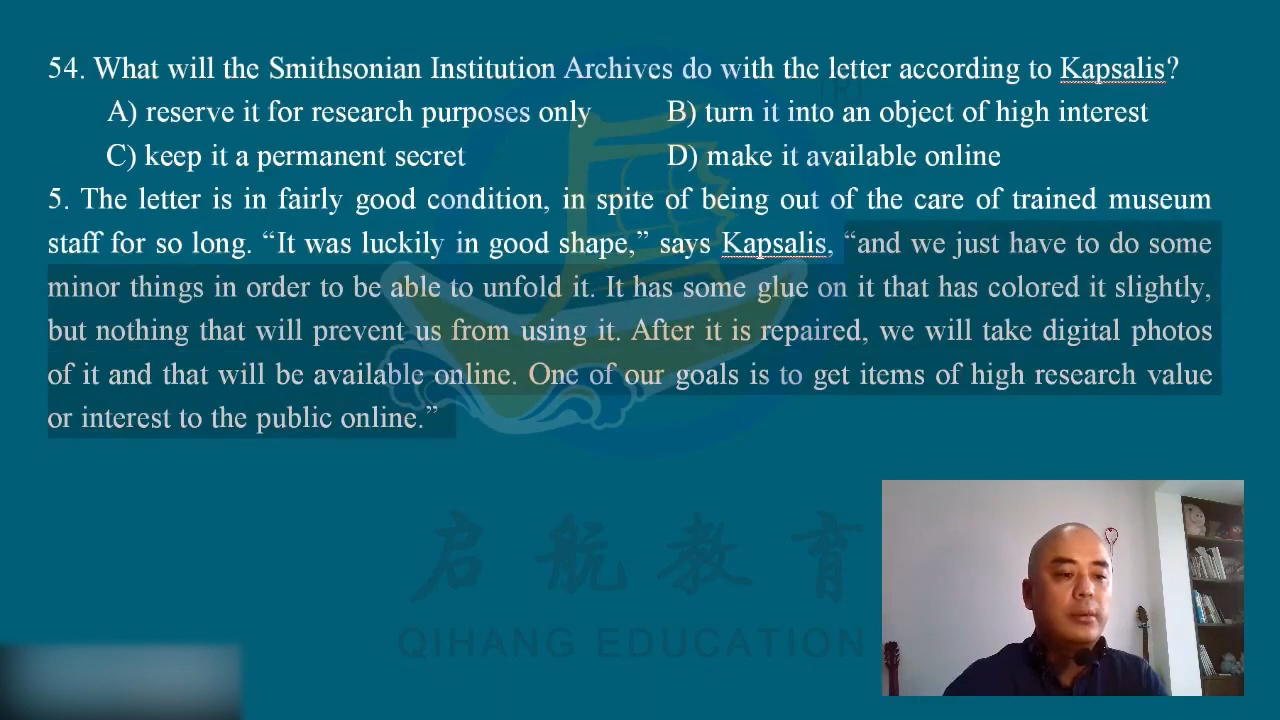 54. What will the Smithsonian Institution Archives do with the letter according to Kapsalis?
A) reserve it for research purposes only B) turn it into an object of high interest
C) keep it a permanent secret D) make it available online
5. The letter is in fairly good condition, in spite of being out of the care of trained museum
staff for so long. “It was luckily in good shape,” says Kapsalis, “and we just have to do some
minor things in order to be able to unfold it. It has some glue on it that has colored it slightly,
but nothing that will prevent us from using it. After it is repaired, we will take digital photos
of it and that will be available online. One of our goals is to get items of high research value
or interest to the public online.”
启航教育
QIHANG EDUCATION